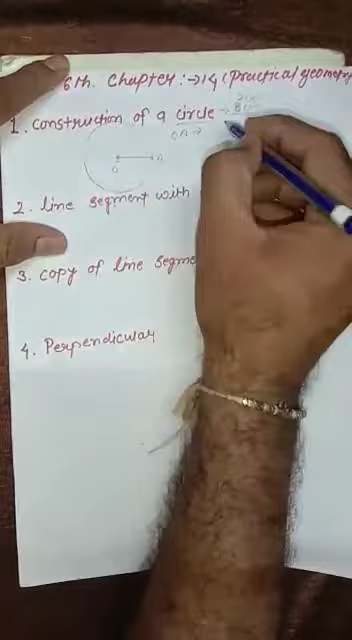 6th. Chapter:→14 (Practical geometry
1. Construction of a circle →
OA →
O A
2. line segment with
3. copy of line segme
4. Perpendicular